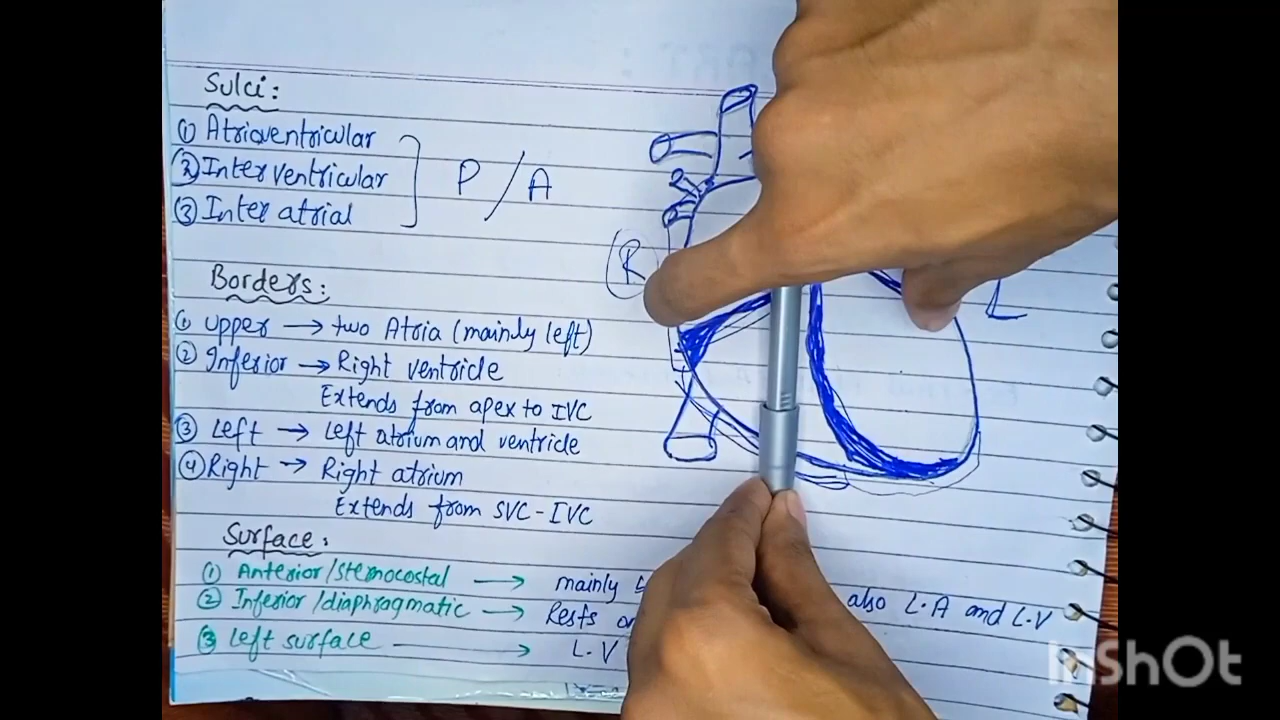 Sulci:
① Atrioventricular
② Interventricular
③ Inter atrial
P / A
R
L
Borders:
① Upper → two Atria (mainly left)
② Inferior → Right ventricle
Extends from apex to IVC
③ Left → Left atrium and ventricle
④ Right → Right atrium
Extends from SVC - IVC
Surface:
① Anterior/sternocostal → mainly also L.A and L.V
② Inferior/diaphragmatic → Rests
③ Left surface → L.V
InShOt